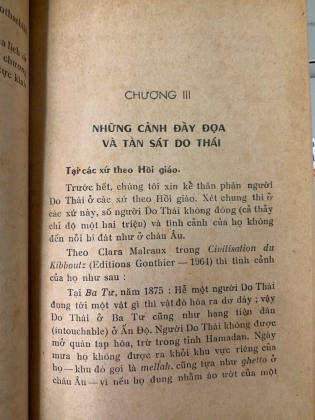 othschild
a lịch sử
chương
rực kinh
CHƯƠNG III
NHỮNG CẢNH ĐẦY ĐỌA
VÀ TÀN SÁT DO THÁI
Tại các xứ theo Hồi giáo.
Trước hết, chúng tôi xin kể thân phận người
Do Thái ở các xứ theo Hồi giáo. Xét chung thì ở
các xứ này, số người Do Thái không đông (cả thảy
chỉ độ một hai triệu) và tình cảnh của họ không
đến nỗi bi đát như ở châu Âu.
Theo Clara Malraux trong Civilisation du
Kibboutz (Editions Gonthier — 1964) thì tình cảnh
của họ như sau :
Tại Ba Tư, năm 1875 : Hễ một người Do Thái
đụng tới một vật gì thì vật đó hóa ra dơ dáy ; vậy
Do Thái ở Ba Tư cũng như hạng tiện dân
(intouchable) ở Ấn Độ. Người Do Thái không được
mở quán tạp hóa, trừ trong tỉnh Hamadan. Ngày
mưa họ không được ra khỏi khu vực riêng của
họ — khu đó gọi là mellah, cũng tựa như ghetto ở
châu Âu — vì nếu họ đụng nhằm áo ướt của một